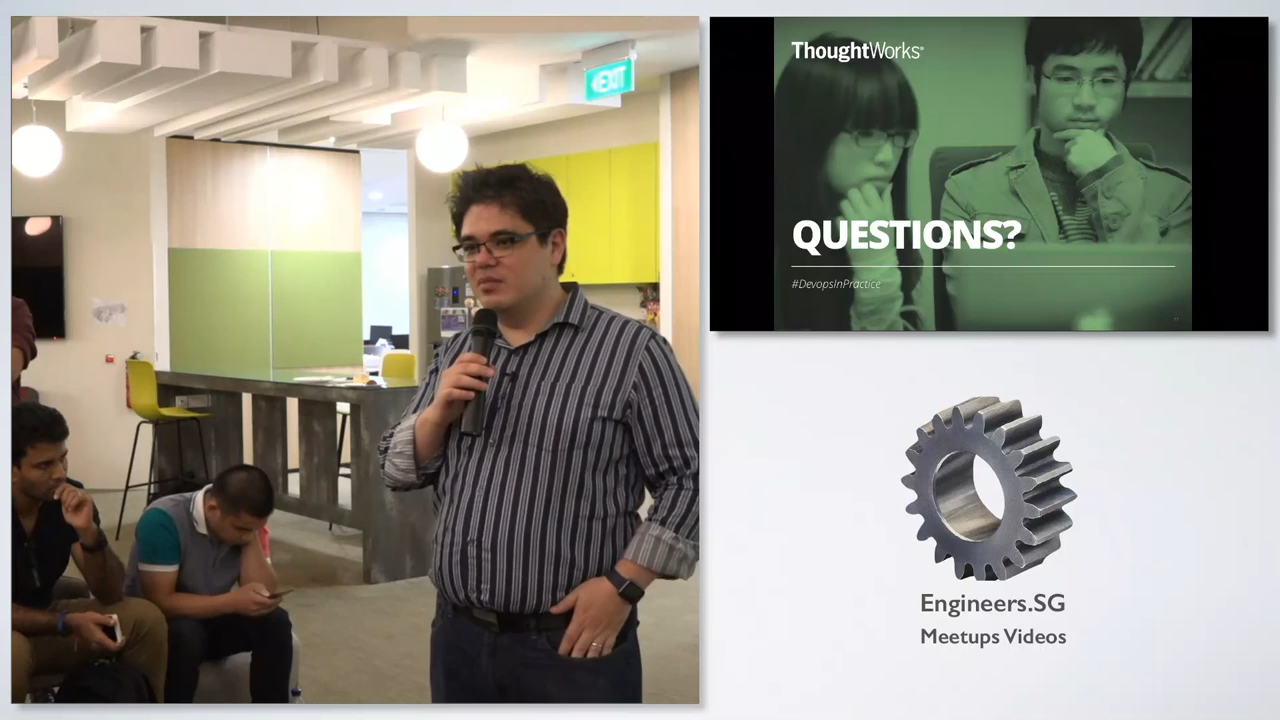 EXIT
ThoughtWorks®
QUESTIONS?
#DevopsInPractice
Engineers.SG
Meetups Videos